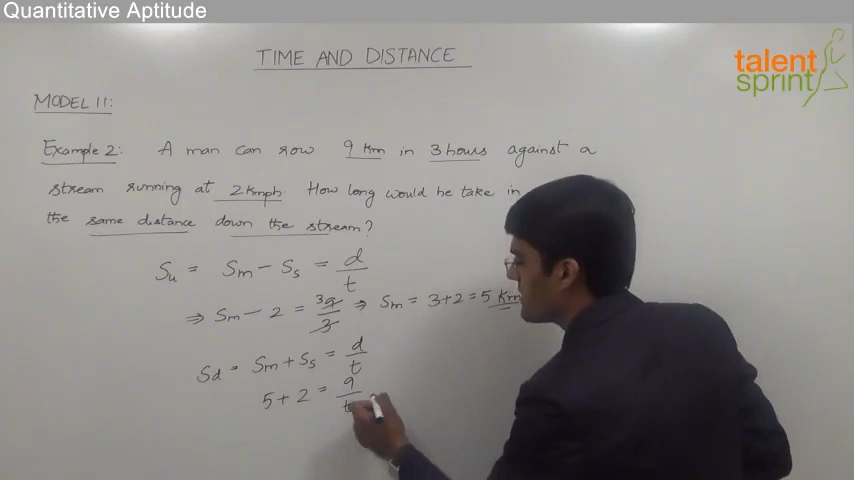 Quantitative Aptitude
TIME AND DISTANCE
talent
sprint
MODEL 11:
Example 2: A man can row 9 Km in 3 hours against a
stream running at 2 Kmph. How long would he take in
the same distance down the stream?
Su = Sm - Ss = d/t
⇒ Sm - 2 = 3 9/3 ⇒ Sm = 3+2 = 5 Km
Sd = Sm + Ss = d/t
5 + 2 = 9/t